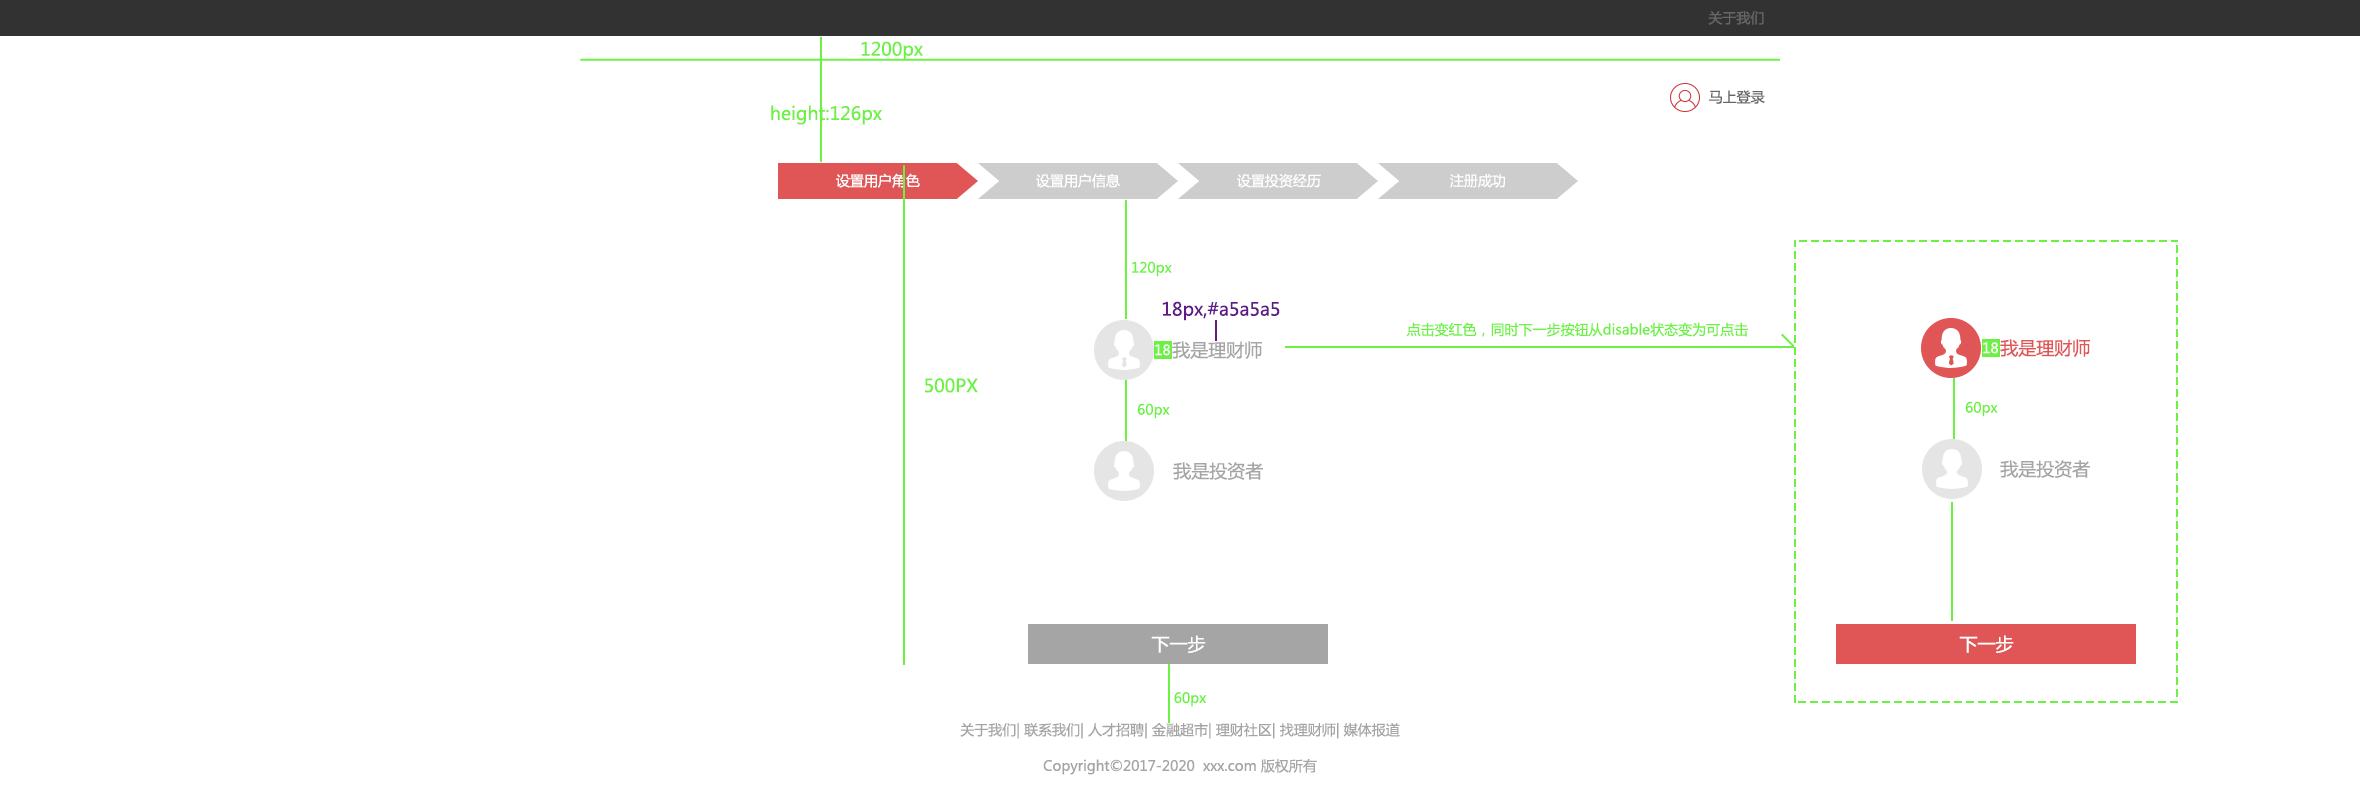 关于我们
1200px
马上登录
height:126px
设置用户角色
设置用户信息
设置投资经历
注册成功
120px
18px,#a5a5a5
点击变红色，同时下一步按钮从disable状态变为可点击
18我是理财师
18我是理财师
500PX
60px
60px
我是投资者
我是投资者
下一步
下一步
60px
关于我们| 联系我们| 人才招聘| 金融超市| 理财社区| 找理财师| 媒体报道
Copyright©2017-2020 xxx.com 版权所有